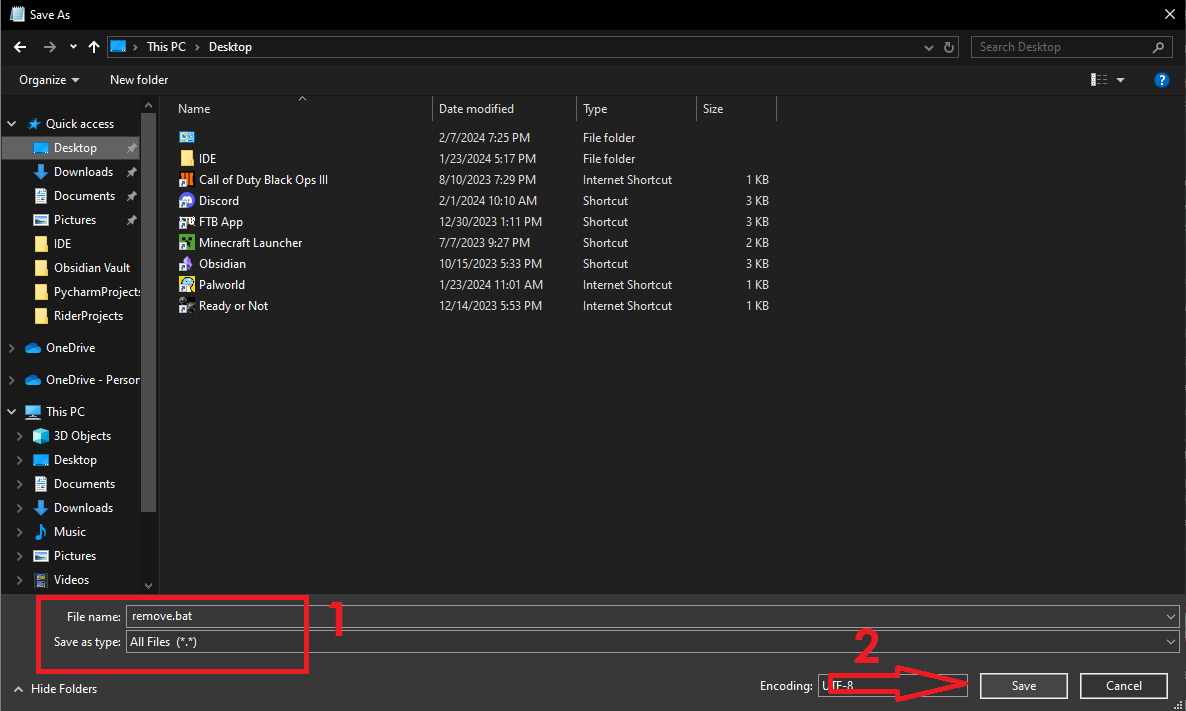 Save As
This PC > Desktop
Search Desktop
Organize New folder
?
Name Date modified Type Size
2/7/2024 7:25 PM File folder
IDE 1/23/2024 5:17 PM File folder
Call of Duty Black Ops III 8/10/2023 7:29 PM Internet Shortcut 1 KB
Discord 2/1/2024 10:10 AM Shortcut 3 KB
FTB App 12/30/2023 1:11 PM Shortcut 3 KB
Minecraft Launcher 7/7/2023 9:27 PM Shortcut 2 KB
Obsidian 10/15/2023 5:33 PM Shortcut 3 KB
Palworld 1/23/2024 11:01 AM Internet Shortcut 1 KB
Ready or Not 12/14/2023 5:53 PM Internet Shortcut 1 KB
Quick access
Desktop
Downloads
Documents
Pictures
IDE
Obsidian Vault
PycharmProjects
RiderProjects
OneDrive
OneDrive - Person
This PC
3D Objects
Desktop
Documents
Downloads
Music
Pictures
Videos
File name: remove.bat
1
Save as type: All Files (*.*)
2
Hide Folders
Encoding: UTF-8
Save
Cancel